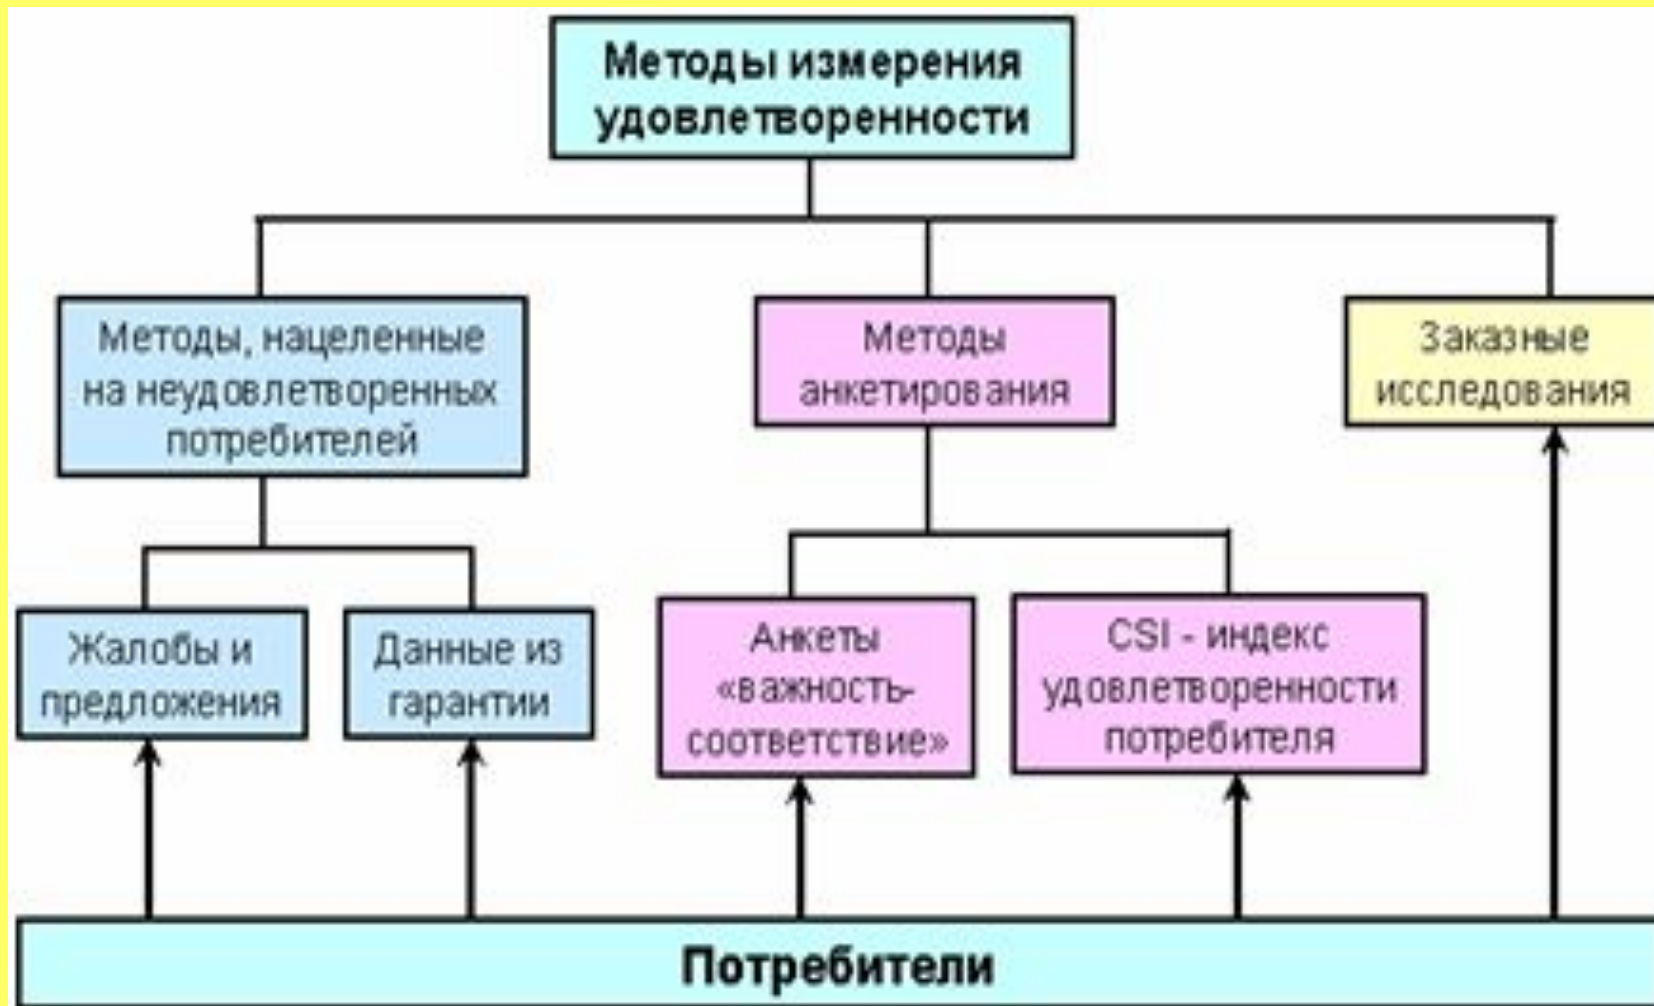 Методы измерения
удовлетворенности
Методы, нацеленные
на неудовлетворенных
потребителей
Методы
анкетирования
Заказные
исследования
Жалобы и
предложения
Данные из
гарантии
Анкеты
«важность-
соответствие»
CSI - индекс
удовлетворенности
потребителя
Потребители